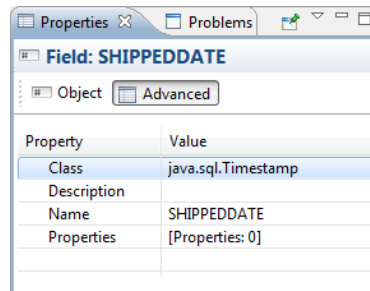 Properties Problems
Field: SHIPPEDDATE
Object Advanced
Property Value
Class java.sql.Timestamp
Description
Name SHIPPEDDATE
Properties [Properties: 0]